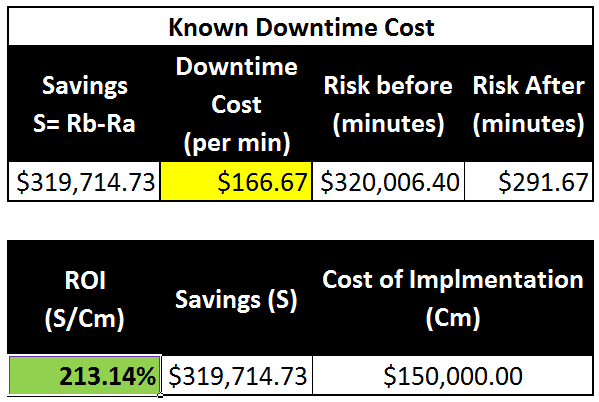 Known Downtime Cost
Savings
S= Rb-Ra
Downtime
Cost
(per min)
Risk before
(minutes)
Risk After
(minutes)
$319,714.73 $166.67 $320,006.40 $291.67
ROI
(S/Cm)
Savings (S)
Cost of Implmentation
(Cm)
213.14% $319,714.73 $150,000.00